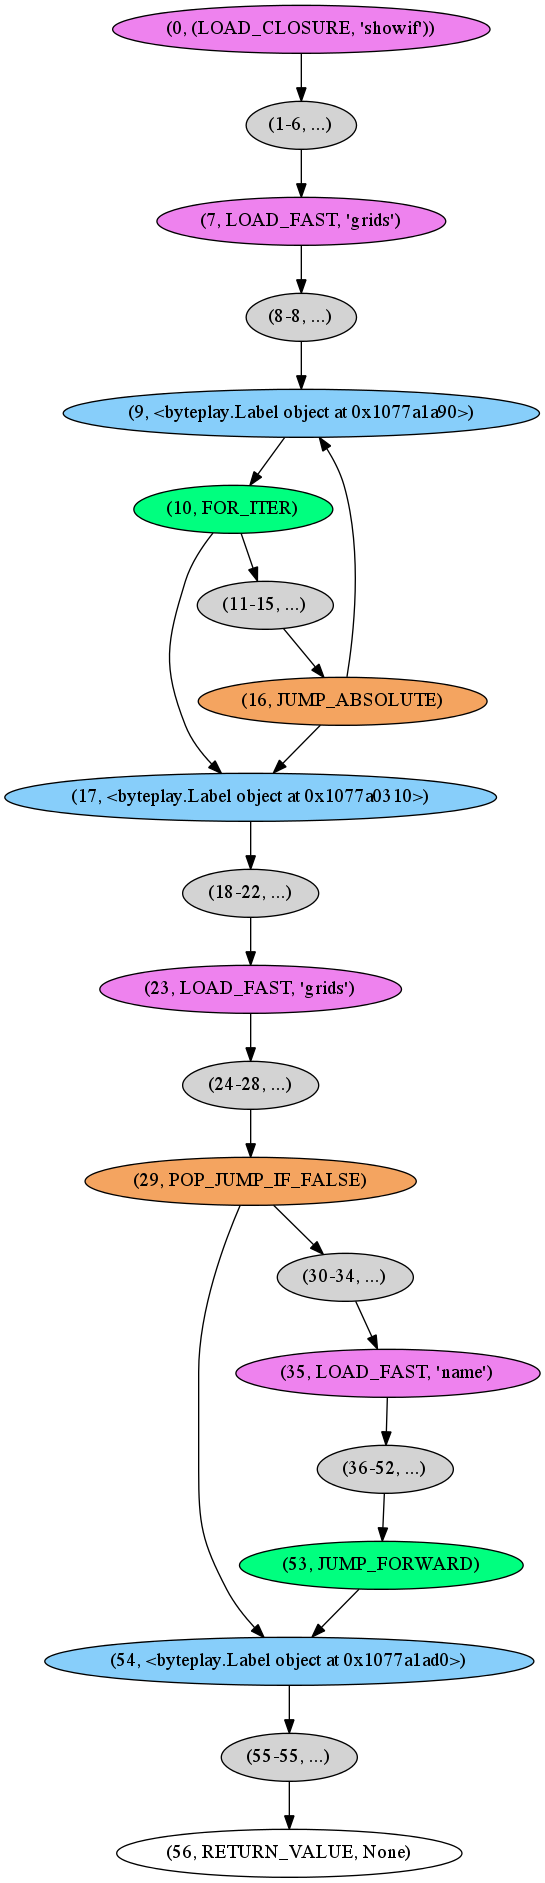 (0, (LOAD_CLOSURE, 'showif'))
(1-6, ...)
(7, LOAD_FAST, 'grids')
(8-8, ...)
(9, <byteplay.Label object at 0x1077a1a90>)
(10, FOR_ITER)
(11-15, ...)
(16, JUMP_ABSOLUTE)
(17, <byteplay.Label object at 0x1077a0310>)
(18-22, ...)
(23, LOAD_FAST, 'grids')
(24-28, ...)
(29, POP_JUMP_IF_FALSE)
(30-34, ...)
(35, LOAD_FAST, 'name')
(36-52, ...)
(53, JUMP_FORWARD)
(54, <byteplay.Label object at 0x1077a1ad0>)
(55-55, ...)
(56, RETURN_VALUE, None)